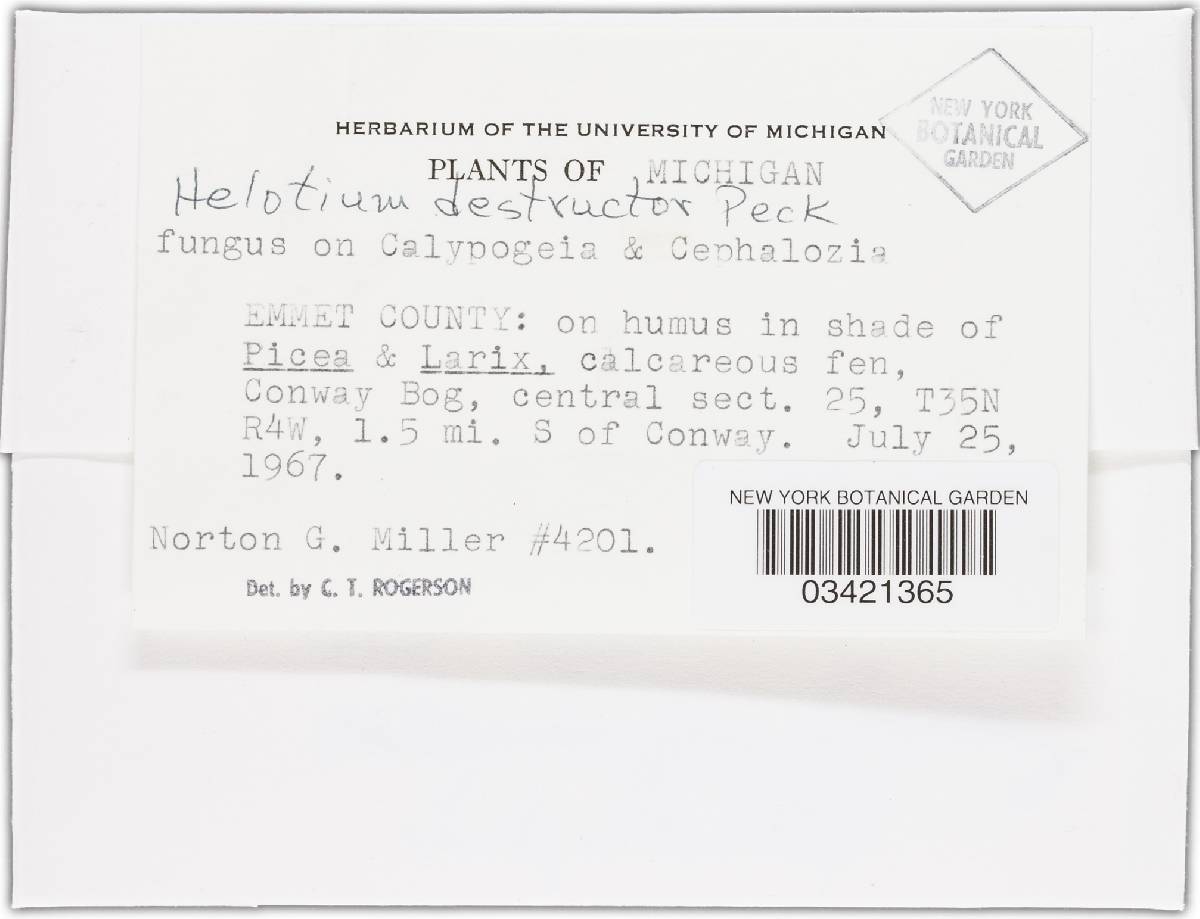 NEW YORK
BOTANICAL
GARDEN
HERBARIUM OF THE UNIVERSITY OF MICHIGAN
PLANTS OF MICHIGAN
Helotium destructor Peck
fungus on Calypogeia & Cephalozia
EMMET COUNTY: on humus in shade of
Picea & Larix, calcareous fen,
Conway Bog, central sect. 25, T35N
R4W, 1.5 mi. S of Conway. July 25,
1967.
NEW YORK BOTANICAL GARDEN
03421365
Norton G. Miller #4201.
Det. by C. T. ROGERSON